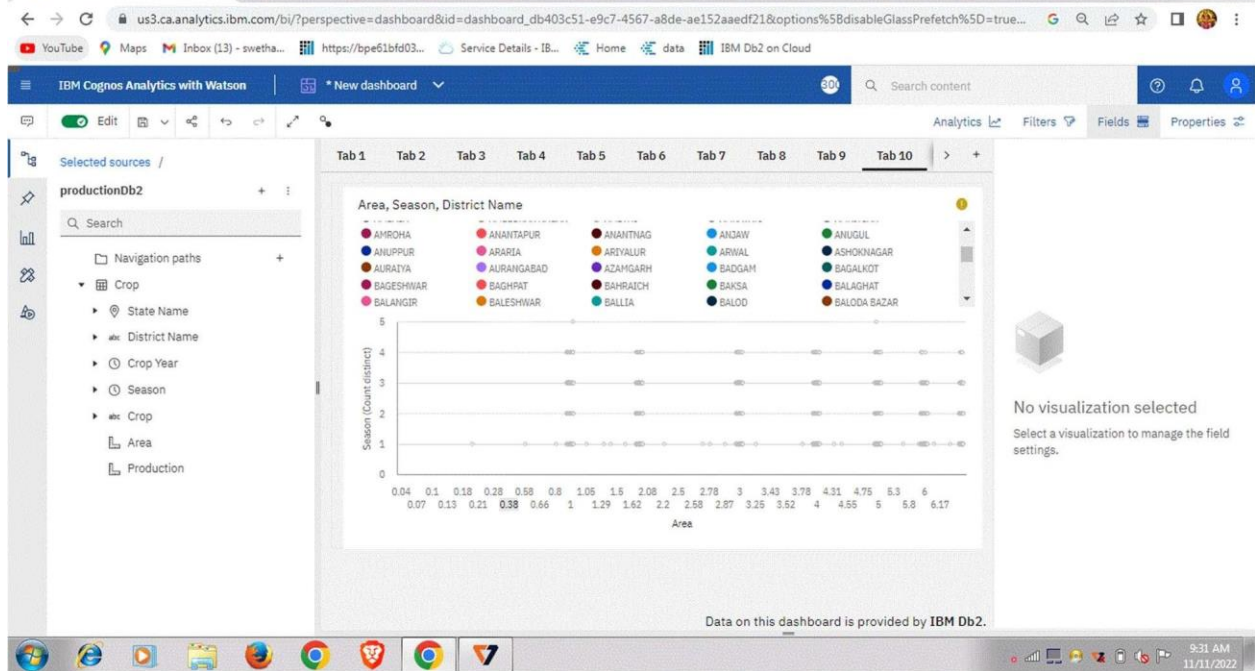 us3.ca.analytics.ibm.com/bi/?perspective=dashboard&id=dashboard_db403c51-e9c7-4567-a8de-ae152aaedf21&options%5BdisableGlassPrefetch%5D=true...
YouTube Maps Inbox (13) - swetha... https://bpe61bfd03... Service Details - IB... Home data IBM Db2 on Cloud
IBM Cognos Analytics with Watson * New dashboard 300 Search content
Edit Analytics Filters Fields Properties
Selected sources /
productionDb2
Search
Navigation paths
Crop
State Name
District Name
Crop Year
Season
Crop
Area
Production
Tab 1 Tab 2 Tab 3 Tab 4 Tab 5 Tab 6 Tab 7 Tab 8 Tab 9 Tab 10
Area, Season, District Name
AMROHA ANANTAPUR ANANTNAG ANJAW ANUGUL
ANUPPUR ARARIA ARIYALUR ARWAL ASHOKNAGAR
AURAIYA AURANGABAD AZAMGARH BADGAM BAGALKOT
BAGESHWAR BAGHPAT BAHRAICH BAKSA BALAGHAT
BALANGIR BALESHWAR BALLIA BALOD BALODA BAZAR
Season (Count distinct)
5
4
3
2
1
0
0.04 0.1 0.18 0.28 0.58 0.8 1.05 1.5 2.08 2.5 2.78 3 3.43 3.78 4.31 4.75 5.3 6
0.07 0.13 0.21 0.38 0.66 1 1.29 1.62 2.2 2.58 2.87 3.25 3.52 4 4.55 5 5.8 6.17
Area
No visualization selected
Select a visualization to manage the field
settings.
Data on this dashboard is provided by IBM Db2.
9:31 AM
11/11/2022